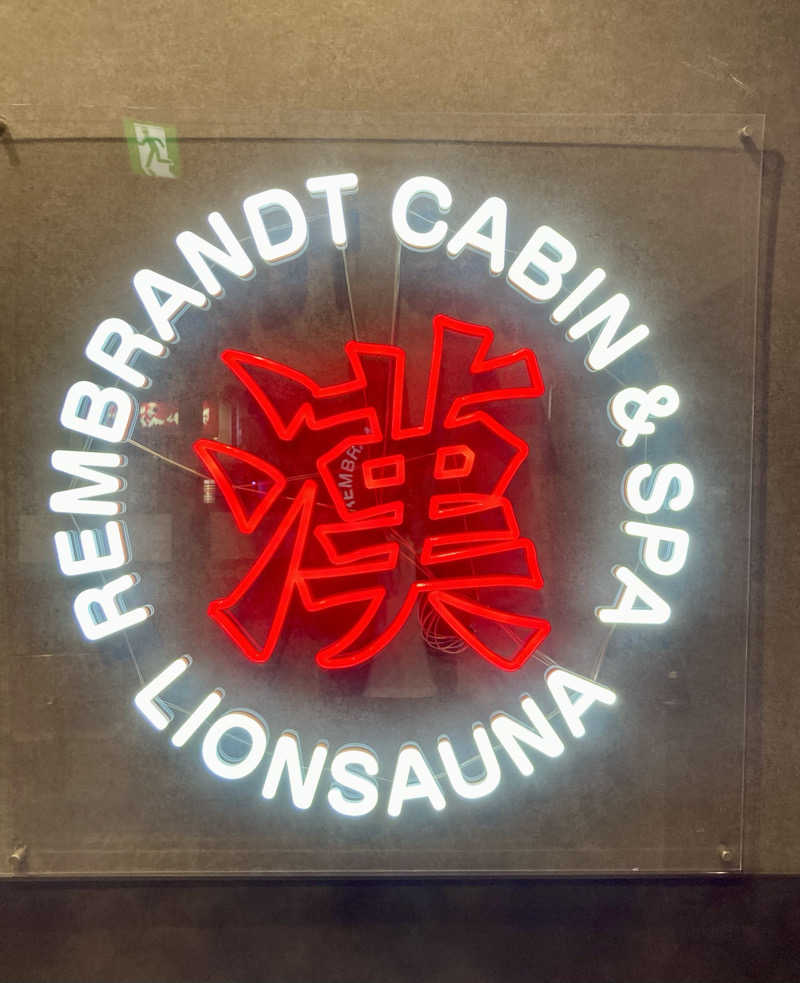 REMBRANDT CABIN & SPA
漢
LIONSAUNA